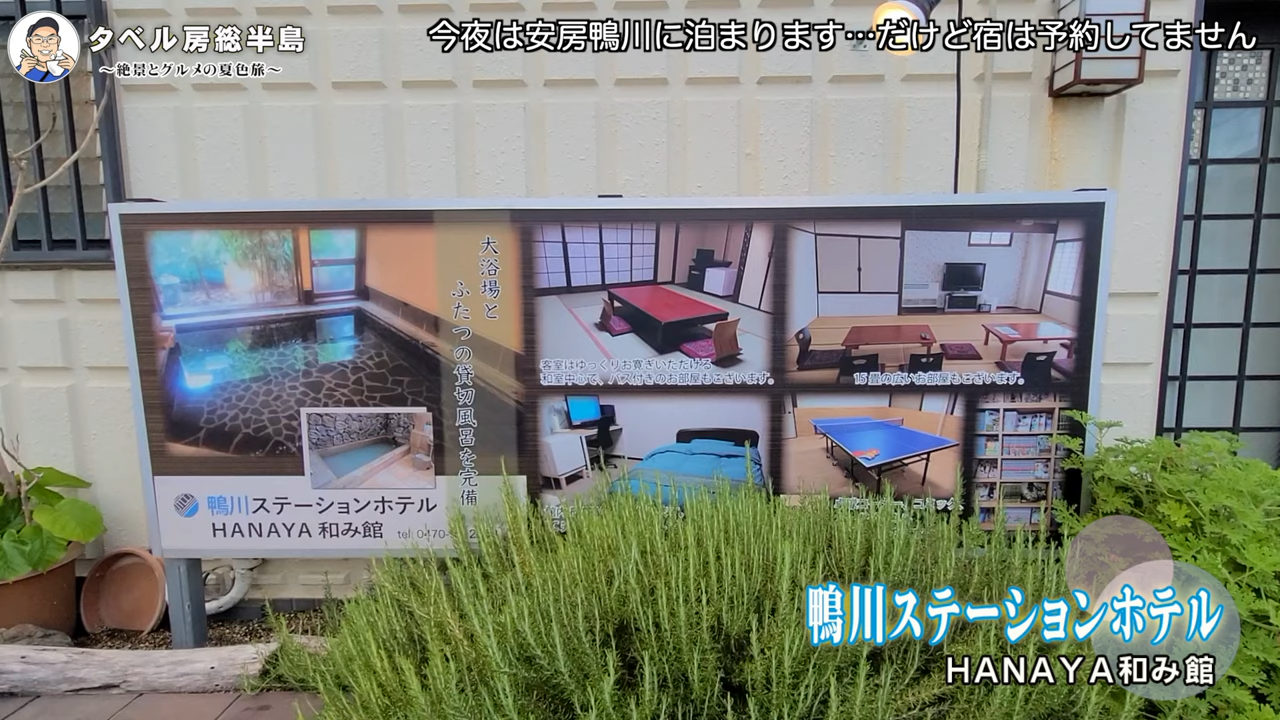 タベル房総半島
～絶景とグルメの夏色旅～
今夜は安房鴨川に泊まります…だけど宿は予約してません
大浴場と
ふたつの貸切風呂を完備
客室はゆっくりお寛ぎいただける
和室中心で、バス付きのお部屋もございます。
15畳の広いお部屋もございます。
鴨川ステーションホテル
HANAYA 和み館
tel 0470-
鴨川ステーションホテル
HANAYA和み館